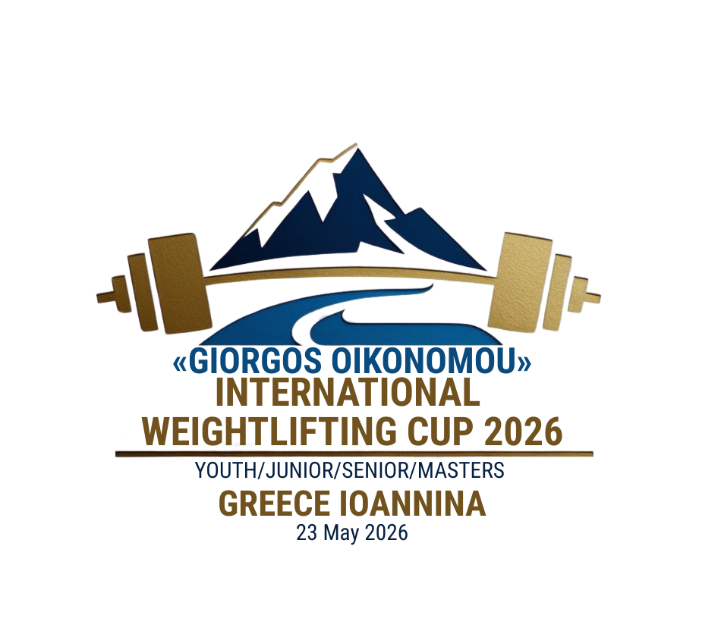 «GIORGOS OIKONOMOU»
INTERNATIONAL
WEIGHTLIFTING CUP 2026
YOUTH/JUNIOR/SENIOR/MASTERS
GREECE IOANNINA
23 May 2026